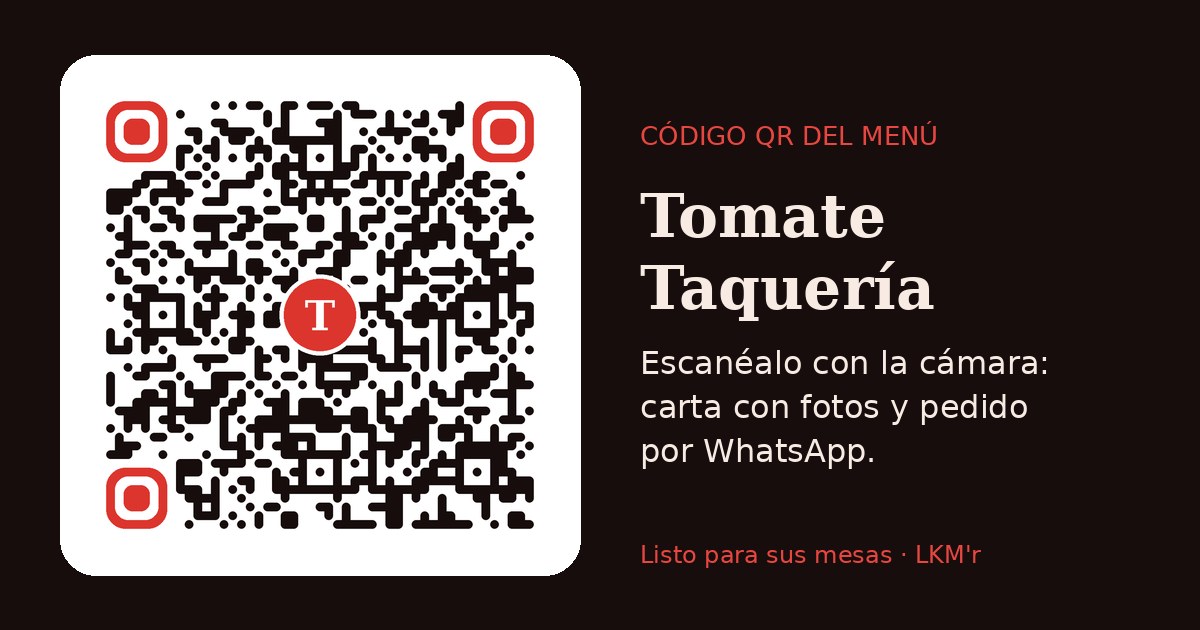 T
CÓDIGO QR DEL MENÚ
Tomate
Taquería
Escanéalo con la cámara:
carta con fotos y pedido
por WhatsApp.
Listo para sus mesas · LKM'r